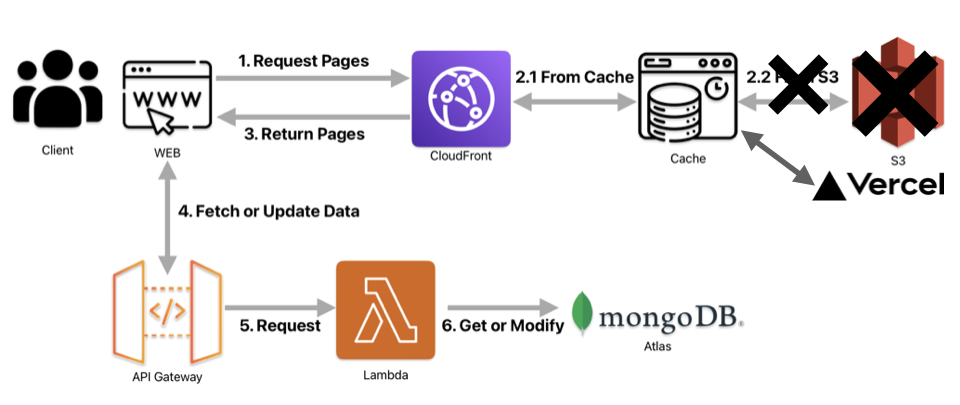 1. Request Pages
2.1 From Cache
2.2 F S3
WWW
3. Return Pages
Client
WEB
CloudFront
Cache
S3
Vercel
4. Fetch or Update Data
</>
5. Request
6. Get or Modify
mongoDB®
Atlas
API Gateway
Lambda